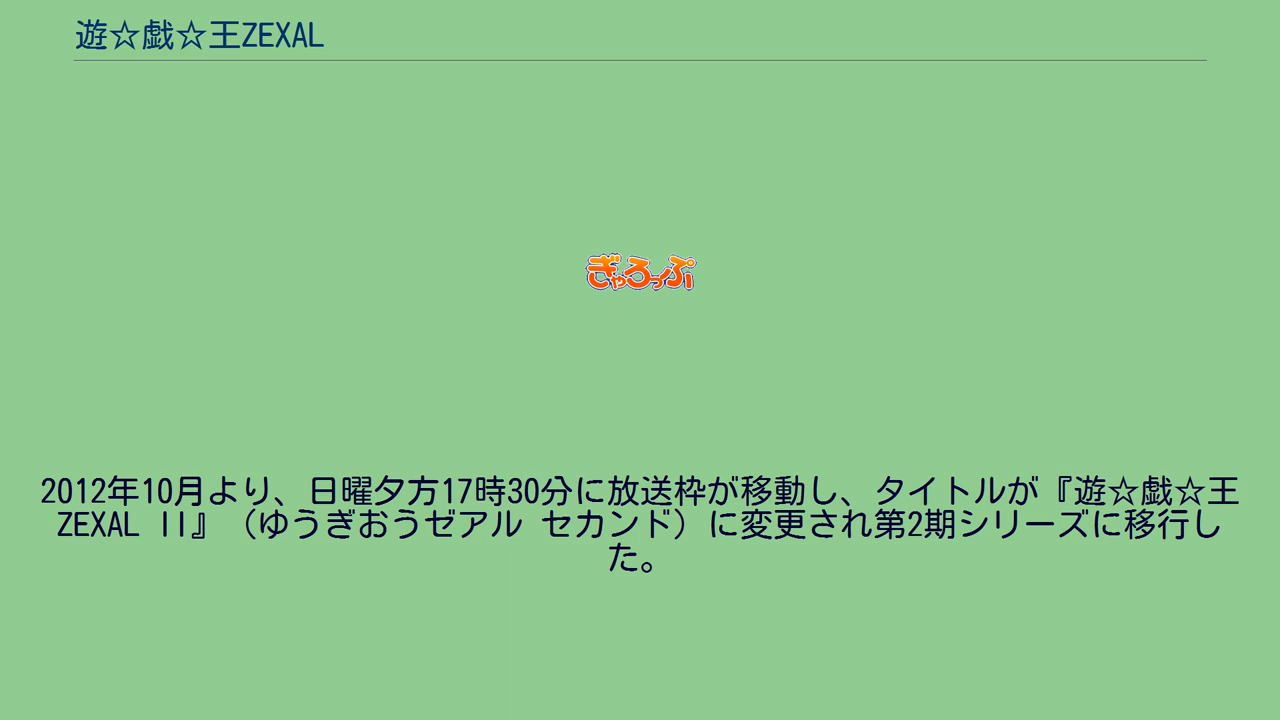 遊☆戯☆王ZEXAL
ぎゃろっぷ
2012年10月より、日曜夕方17時30分に放送枠が移動し、タイトルが『遊☆戯☆王
ZEXAL II』（ゆうぎおうゼアル セカンド）に変更され第2期シリーズに移行し
た。